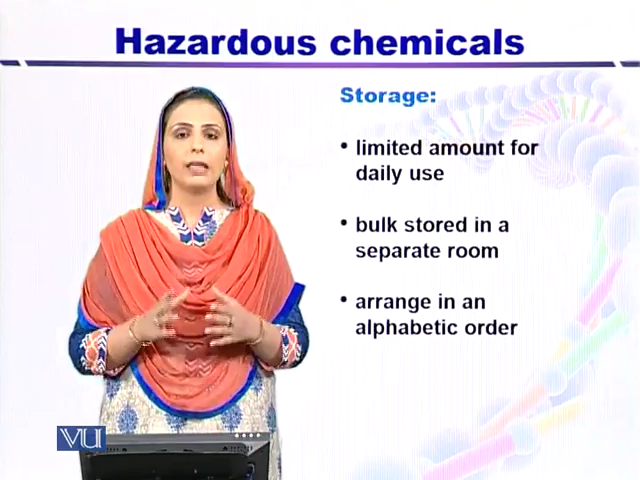 Hazardous chemicals
Storage:
• limited amount for
daily use
• bulk stored in a
separate room
• arrange in an
alphabetic order
VU